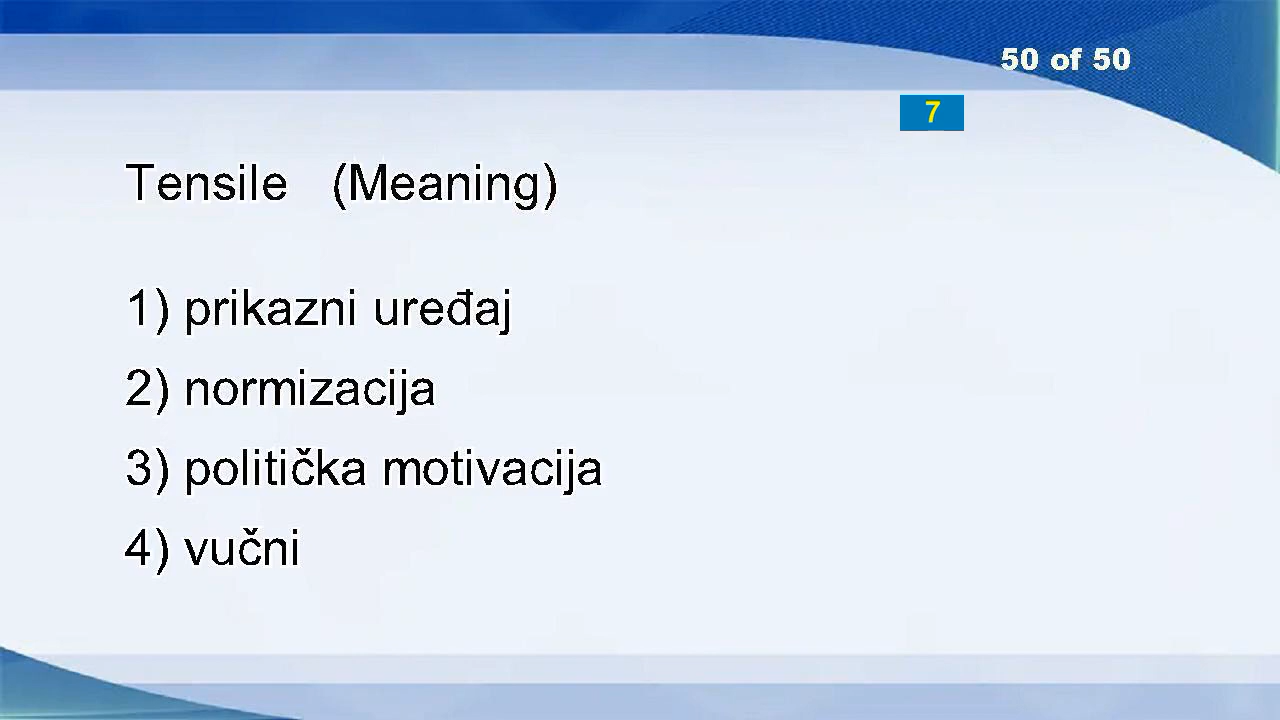 50 of 50
7
Tensile (Meaning)
1) prikazni uređaj
2) normizacija
3) politička motivacija
4) vučni